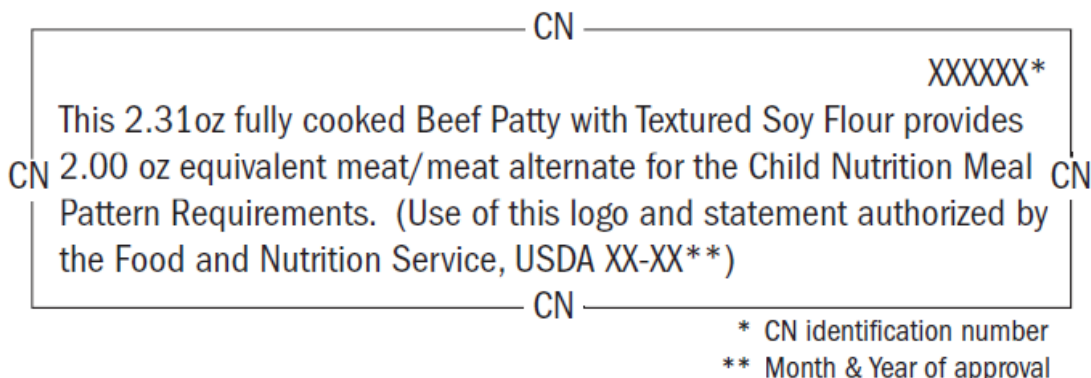 CN
XXXXXX*
This 2.31oz fully cooked Beef Patty with Textured Soy Flour provides
CN 2.00 oz equivalent meat/meat alternate for the Child Nutrition Meal CN
Pattern Requirements. (Use of this logo and statement authorized by
the Food and Nutrition Service, USDA XX-XX**)
CN
* CN identification number
** Month & Year of approval